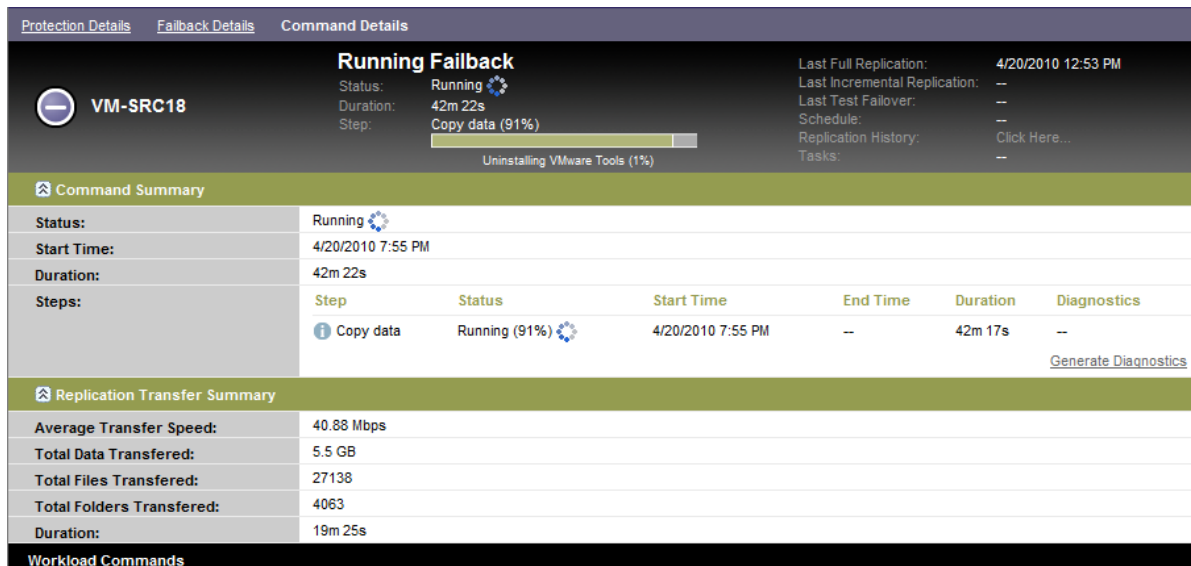 Protection Details Failback Details Command Details
VM-SRC18
Running Failback
Status: Running
Duration: 42m 22s
Step: Copy data (91%)
Uninstalling VMware Tools (1%)
Last Full Replication: 4/20/2010 12:53 PM
Last Incremental Replication: --
Last Test Failover: --
Schedule: --
Replication History: Click Here...
Tasks: --
Command Summary
Status: Running
Start Time: 4/20/2010 7:55 PM
Duration: 42m 22s
Steps: Step Status Start Time End Time Duration Diagnostics
Copy data Running (91%) 4/20/2010 7:55 PM -- 42m 17s --
Generate Diagnostics
Replication Transfer Summary
Average Transfer Speed: 40.88 Mbps
Total Data Transfered: 5.5 GB
Total Files Transfered: 27138
Total Folders Transfered: 4063
Duration: 19m 25s
Workload Commands